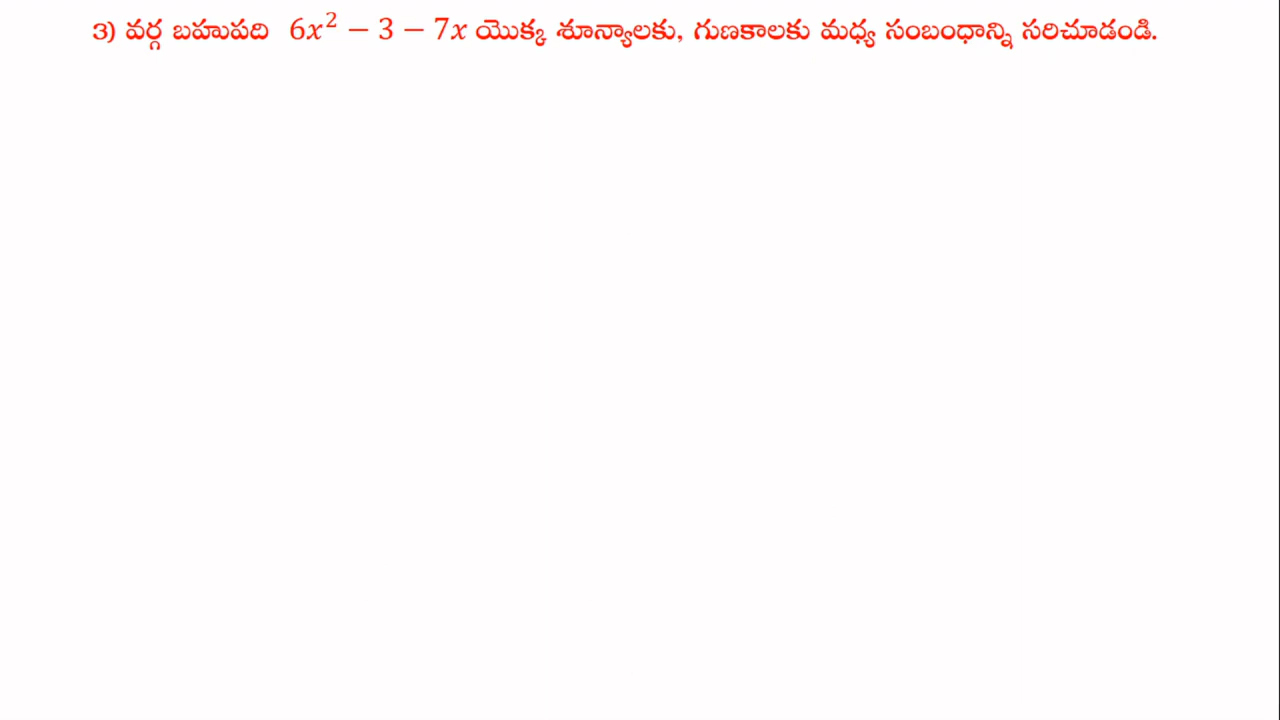 3) వర్గ బహుపది 6x² − 3 − 7x యొక్క శూన్యాలకు, గుణకాలకు మధ్య సంబంధాన్ని సరిచూడండి.